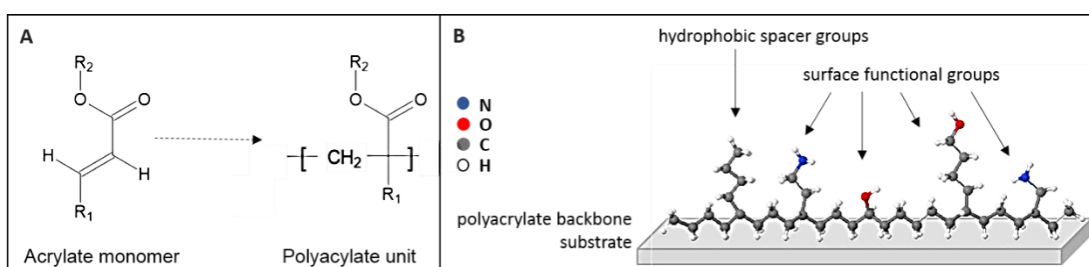 A
R2
O
O
H
H
R1
Acrylate monomer
R2
O
O
-[- CH2 -]-
R1
Polyacylate unit
B
hydrophobic spacer groups
surface functional groups
N
O
C
H
polyacrylate backbone
substrate